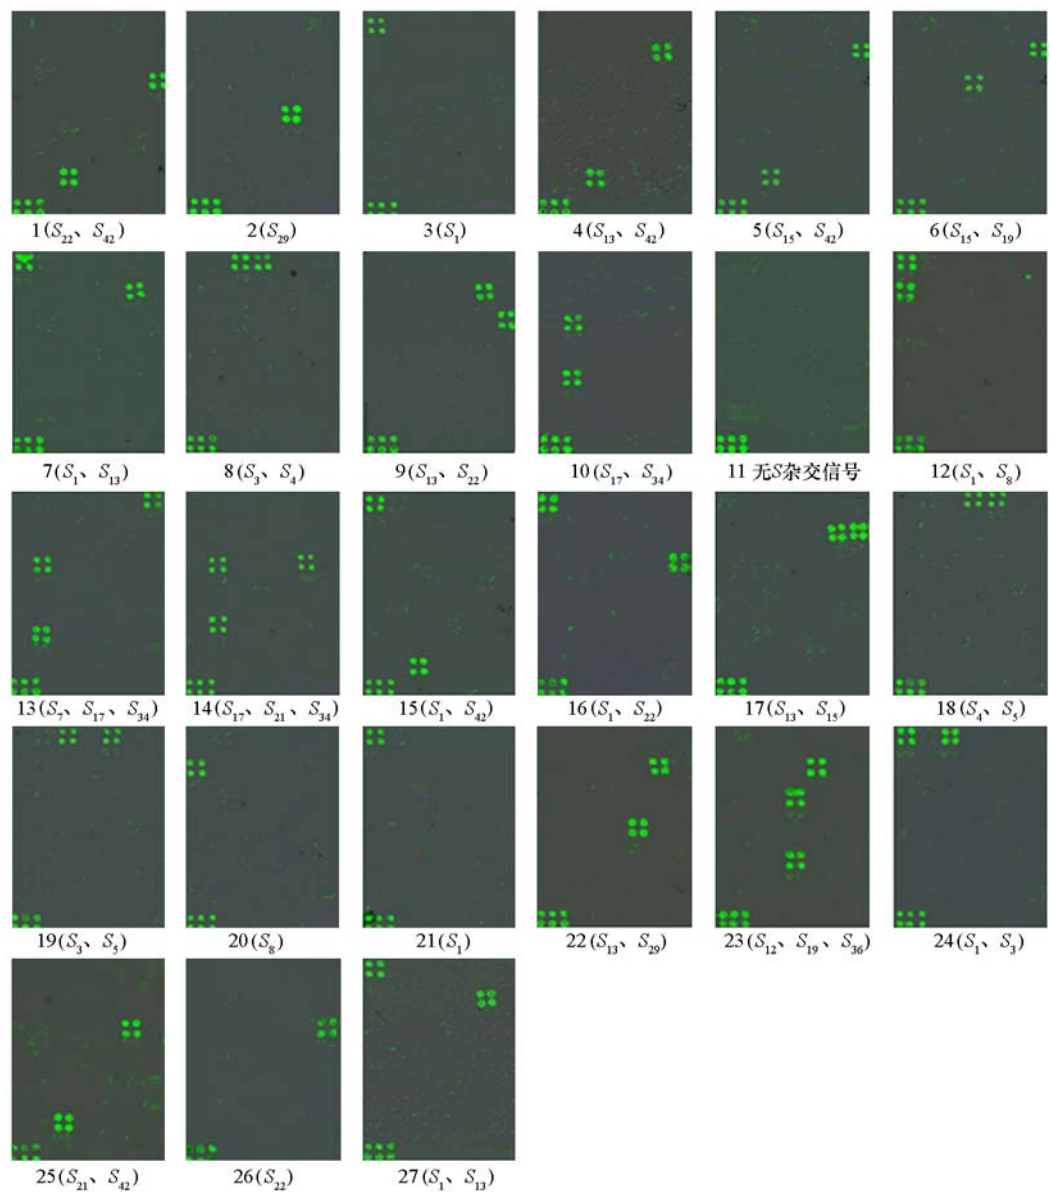 1(S₂₂、S₄₂) 2(S₂₉) 3(S₁) 4(S₁₃、S₄₂) 5(S₁₅、S₄₂) 6(S₁₅、S₁₉)
7(S₁、S₁₃) 8(S₃、S₄) 9(S₁₃、S₂₂) 10(S₁₇、S₃₄) 11 无S杂交信号 12(S₁、S₈)
13(S₇、S₁₇、S₃₄) 14(S₁₇、S₂₁、S₃₄) 15(S₁、S₄₂) 16(S₁、S₂₂) 17(S₁₃、S₁₅) 18(S₄、S₅)
19(S₃、S₅) 20(S₈) 21(S₁) 22(S₁₃、S₂₉) 23(S₁₂、S₁₉、S₃₆) 24(S₁、S₃)
25(S₂₁、S₄₂) 26(S₂₂) 27(S₁、S₁₃)